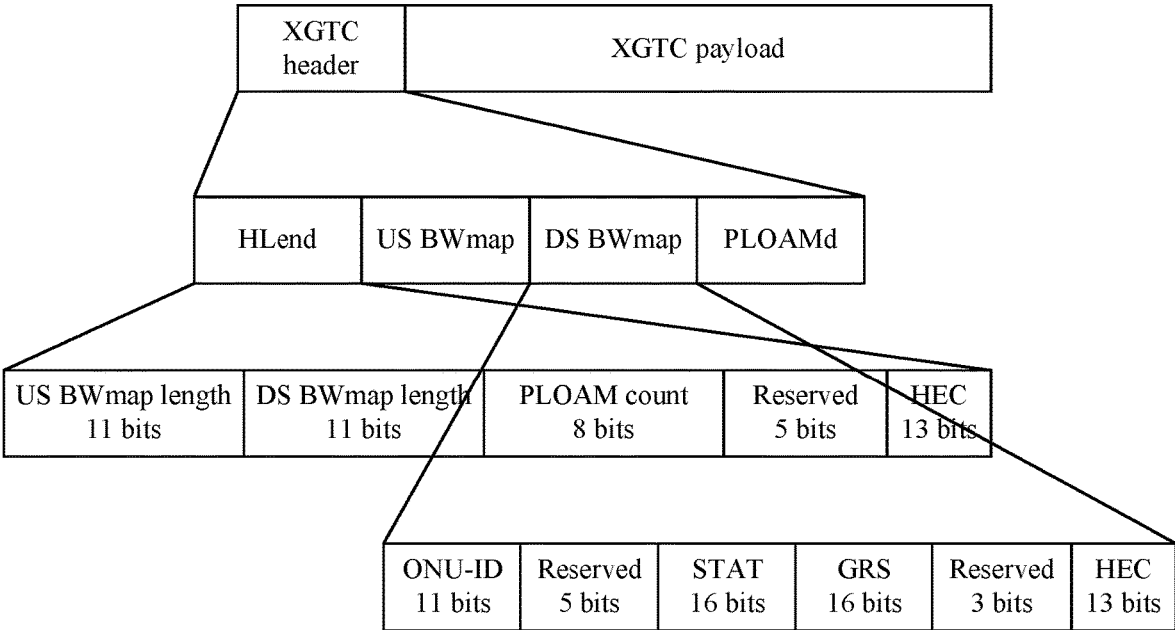 XGTC
header
XGTC payload
HLend
US BWmap
DS BWmap
PLOAMd
US BWmap length
11 bits
DS BWmap length
11 bits
PLOAM count
8 bits
Reserved
5 bits
HEC
13 bits
ONU-ID
11 bits
Reserved
5 bits
STAT
16 bits
GRS
16 bits
Reserved
3 bits
HEC
13 bits